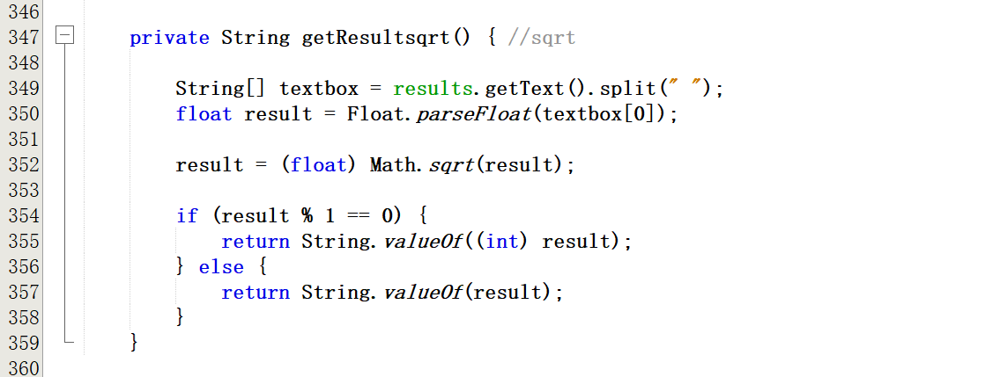 346
347 private String getResultsqrt() { //sqrt
348
349 String[] textbox = results.getText().split(" ");
350 float result = Float.parseFloat(textbox[0]);
351
352 result = (float) Math.sqrt(result);
353
354 if (result % 1 == 0) {
355 return String.valueOf((int) result);
356 } else {
357 return String.valueOf(result);
358 }
359 }
360